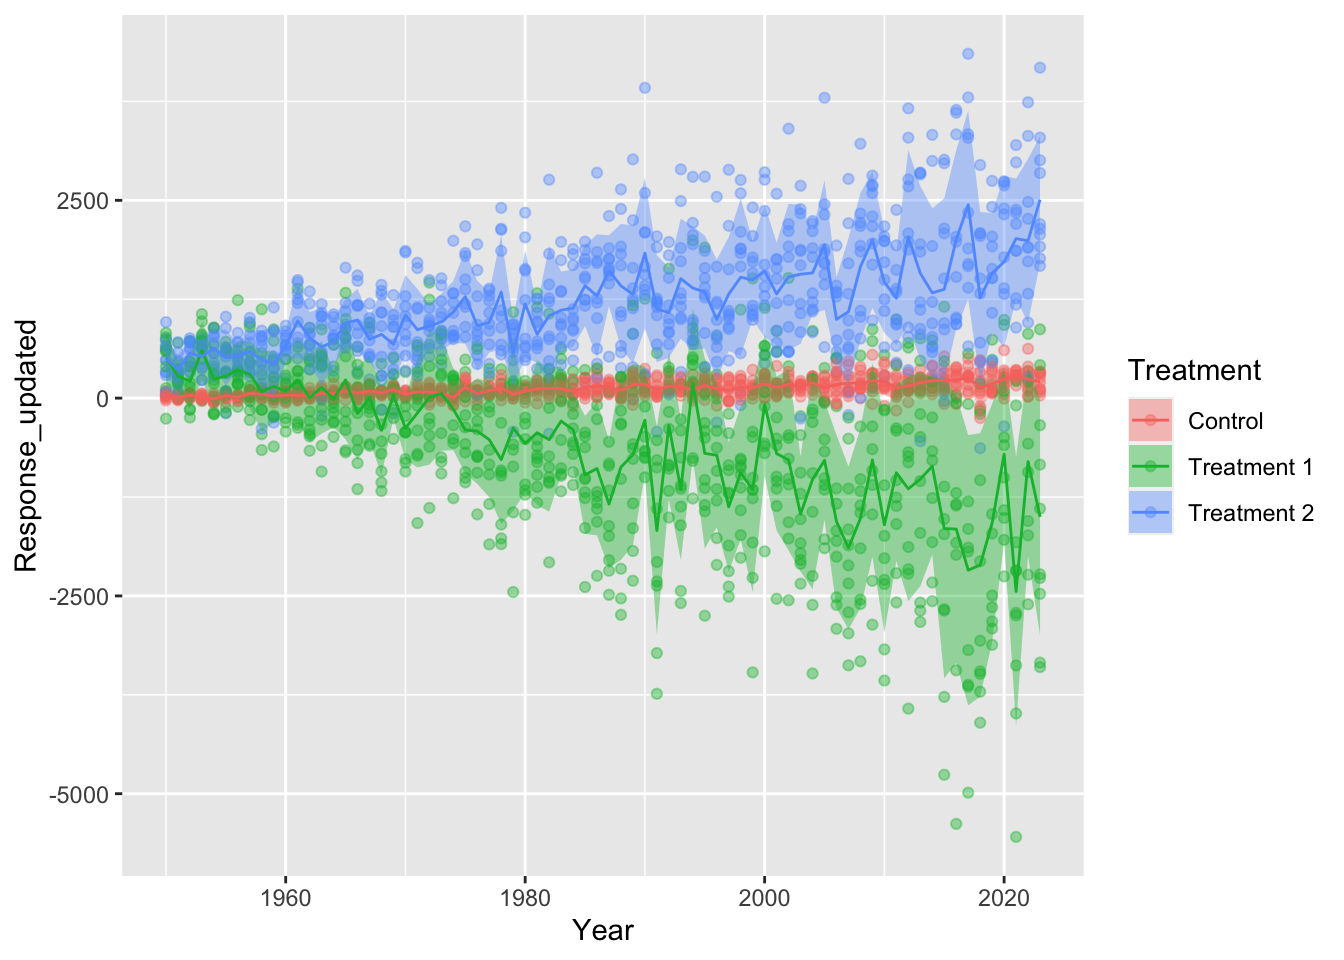 Response_updated
2500
0
-2500
-5000
1960
1980
2000
2020
Year
Treatment
Control
Treatment 1
Treatment 2